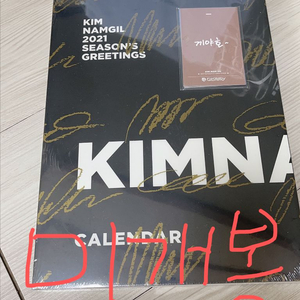 KIM
NAMGIL
2021
SEASON'S
GREETINGS
KIMNA
CALENDAR
미개봉